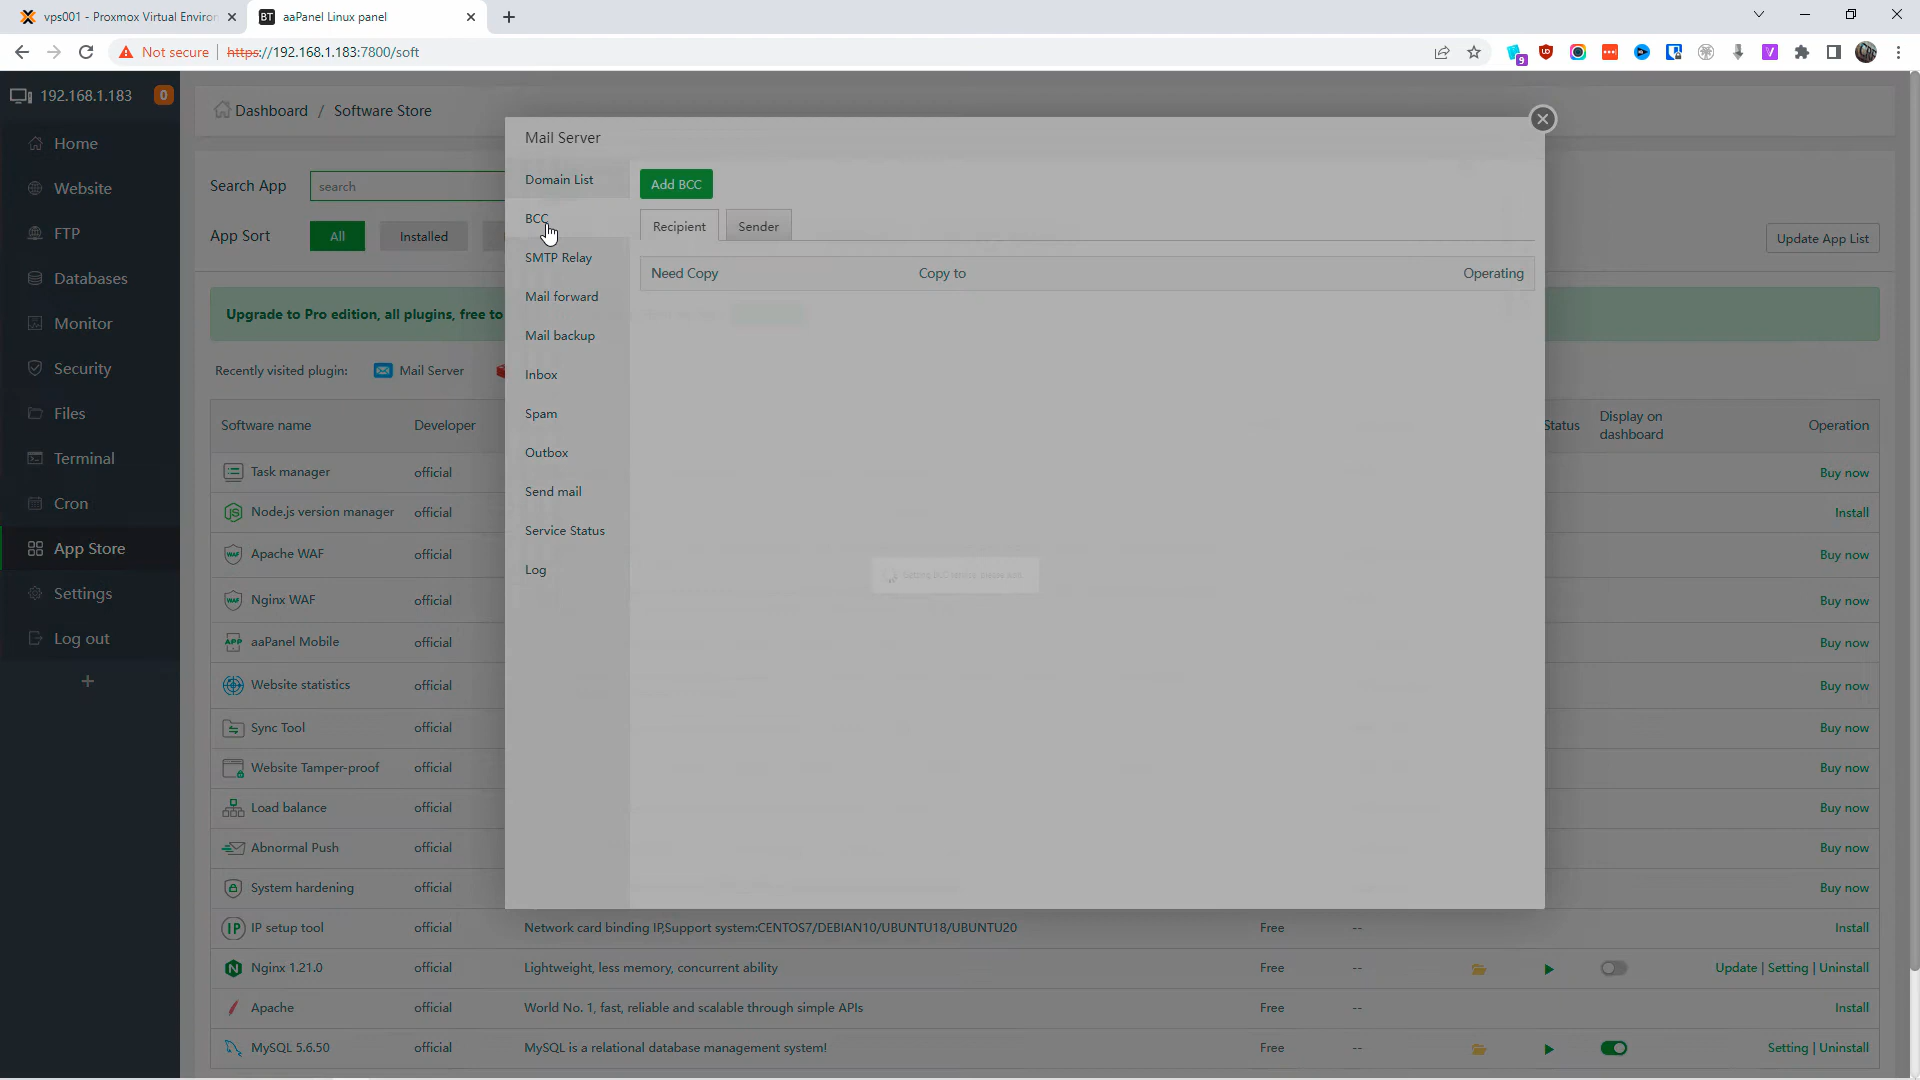 vps001 - Proxmox Virtual Environ
BT aaPanel Linux panel
Not secure https://192.168.1.183:7800/soft
9
192.168.1.183 0
Home
Website
FTP
Databases
Monitor
Security
Files
Terminal
Cron
App Store
Settings
Log out
Dashboard / Software Store
Search App search
App Sort All Installed
Update App List
Upgrade to Pro edition, all plugins, free to
Recently visited plugin: Mail Server
Software name Developer Status Display on dashboard Operation
Task manager official Buy now
Node.js version manager official Install
Apache WAF official Buy now
Nginx WAF official Buy now
aaPanel Mobile official Buy now
Website statistics official Buy now
Sync Tool official Buy now
Website Tamper-proof official Buy now
Load balance official Buy now
Abnormal Push official Buy now
System hardening official Buy now
IP setup tool official Network card binding IP,Support system:CENTOS7/DEBIAN10/UBUNTU18/UBUNTU20 Free -- Install
Nginx 1.21.0 official Lightweight, less memory, concurrent ability Free -- Update | Setting | Uninstall
Apache official World No. 1, fast, reliable and scalable through simple APIs Free -- Install
MySQL 5.6.50 official MySQL is a relational database management system! Free -- Setting | Uninstall
Mail Server
Domain List
BCC
SMTP Relay
Mail forward
Mail backup
Inbox
Spam
Outbox
Send mail
Service Status
Log
Add BCC
Recipient Sender
Need Copy Copy to Operating